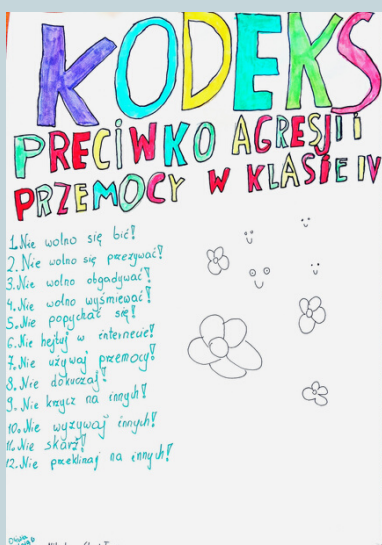 KODEKS
PRECIWKO AGRESJI I
PRZEMOCY W KLASIE IV
1. Nie wolno się bić!
2. Nie wolno się przezywać!
3. Nie wolno obgadywać!
4. Nie wolno wyśmiewać!
5. Nie popychać się!
6. Nie hejtuj w internecie!
7. Nie używaj przemocy!
8. Nie dokuczaj!
9. Nie krzycz na innych!
10. Nie wyzywaj innych!
11. Nie skarż!
12. Nie przeklinaj na innych!